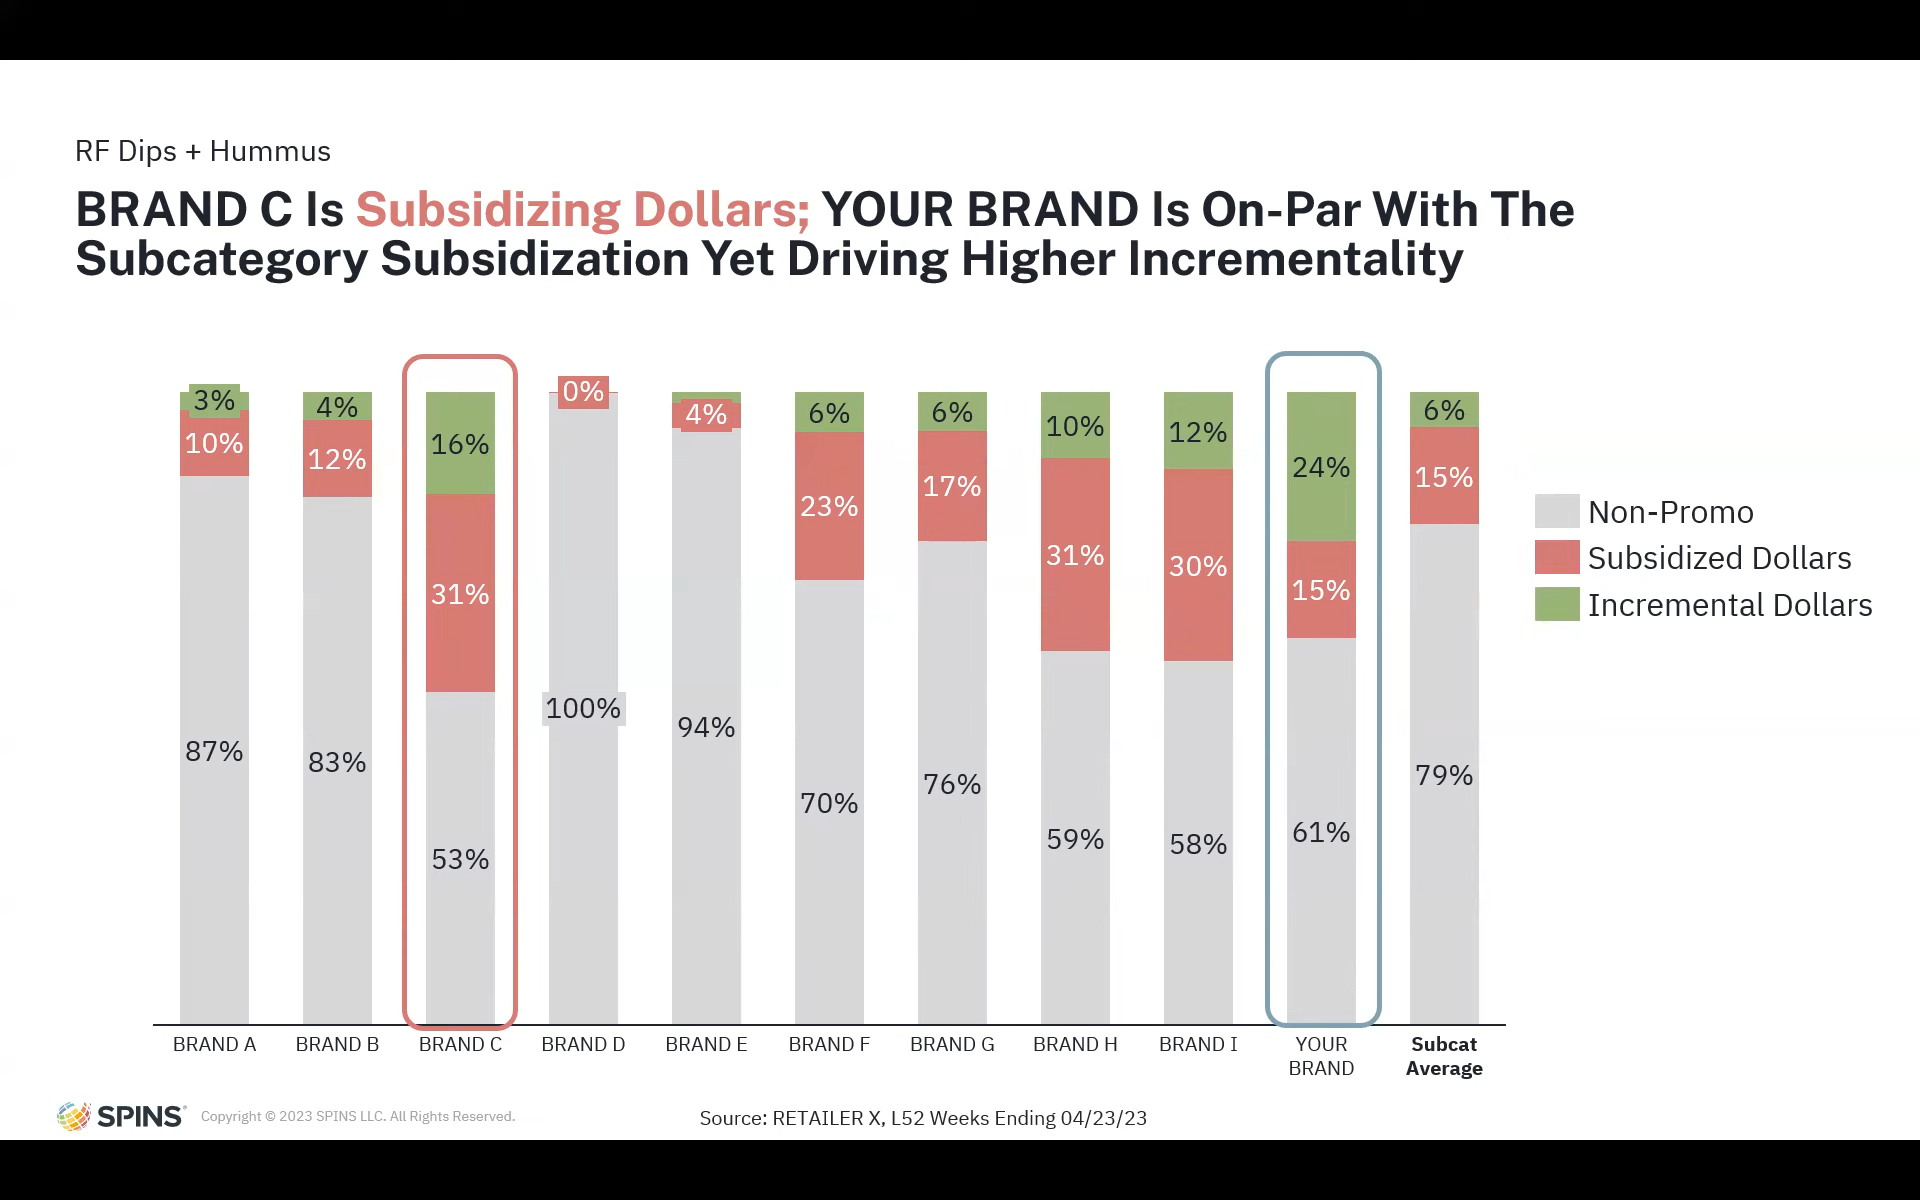 RF Dips + Hummus
BRAND C Is Subsidizing Dollars; YOUR BRAND Is On-Par With The
Subcategory Subsidization Yet Driving Higher Incrementality
3%
10%
87%
4%
12%
83%
16%
31%
53%
0%
100%
4%
94%
6%
23%
70%
6%
17%
76%
10%
31%
59%
12%
30%
58%
24%
15%
61%
6%
15%
79%
Non-Promo
Subsidized Dollars
Incremental Dollars
BRAND A
BRAND B
BRAND C
BRAND D
BRAND E
BRAND F
BRAND G
BRAND H
BRAND I
YOUR
BRAND
Subcat
Average
SPINS
Copyright © 2023 SPINS LLC. All Rights Reserved.
Source: RETAILER X, L52 Weeks Ending 04/23/23